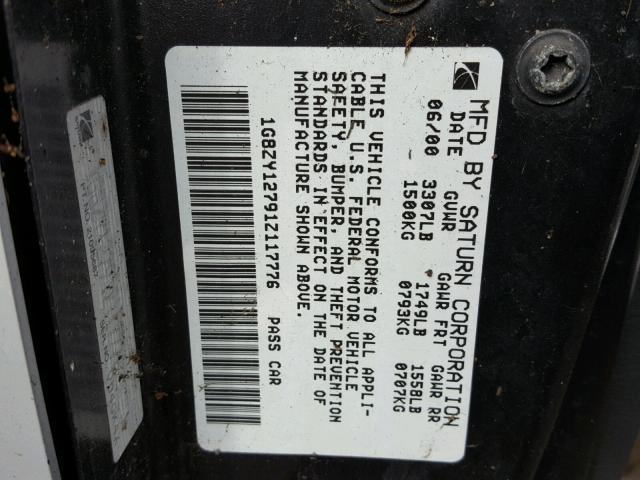 MFD BY SATURN CORPORATION
DATE GVWR GAWR FRT GAWR RR
06/00 3307LB 1749LB 1558LB
1500KG 0793KG 0707KG
THIS VEHICLE CONFORMS TO ALL APPLI-
CABLE U.S. FEDERAL MOTOR VEHICLE
SAFETY, BUMPER, AND THEFT PREVENTION
STANDARDS IN EFFECT ON THE DATE OF
MANUFACTURE SHOWN ABOVE.
1G8ZY12791Z117776 PASS CAR